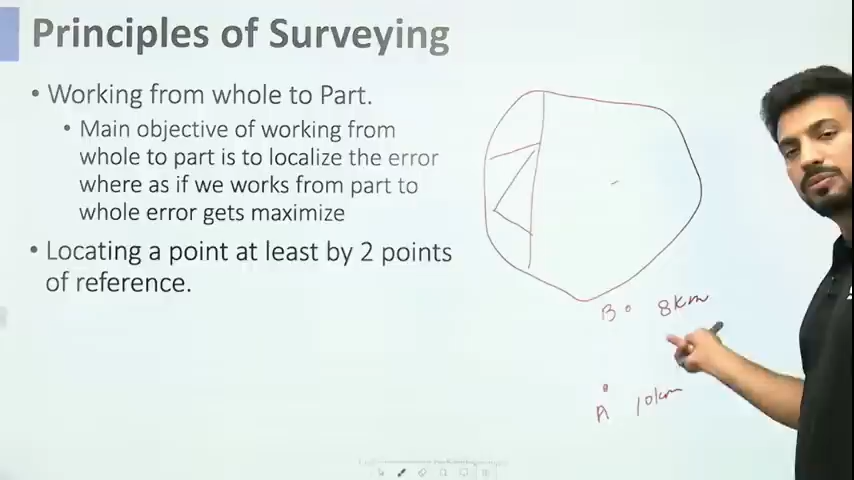 Principles of Surveying
• Working from whole to Part.
• Main objective of working from
whole to part is to localize the error
where as if we works from part to
whole error gets maximize
• Locating a point at least by 2 points
of reference.
B 8km
A 10km